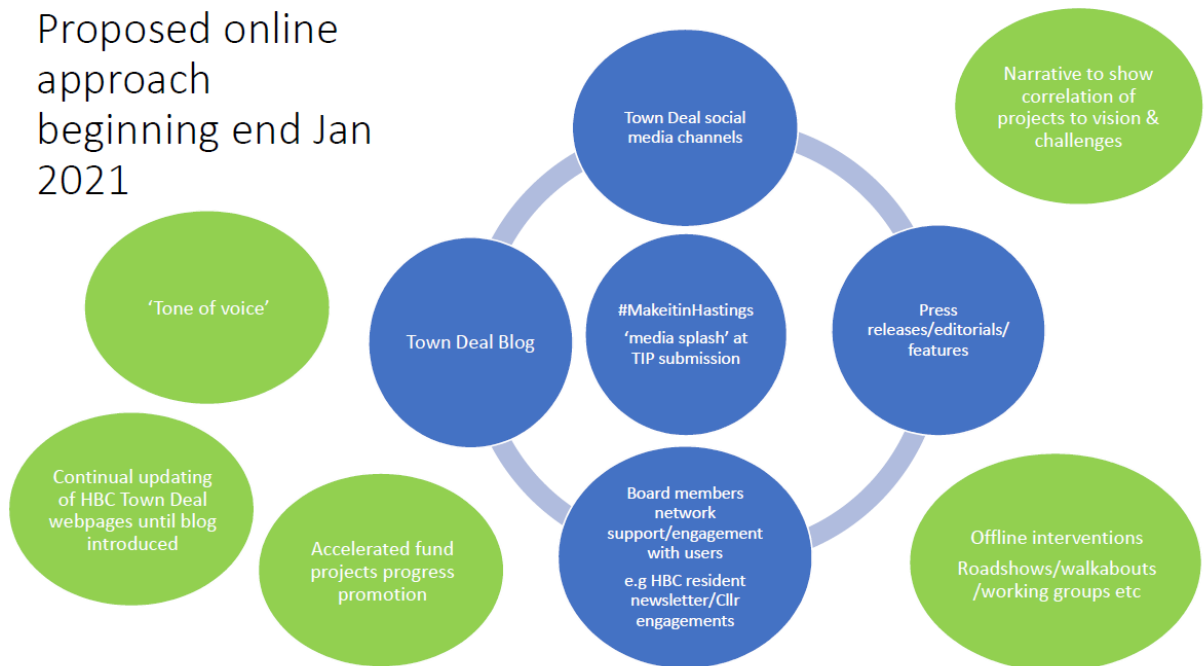 Proposed online
approach
beginning end Jan
2021
Town Deal social
media channels
Narrative to show
correlation of
projects to vision &
challenges
'Tone of voice'
Town Deal Blog
#MakeitinHastings
'media splash' at
TIP submission
Press
releases/editorials/
features
Continual updating
of HBC Town Deal
webpages until blog
introduced
Accelerated fund
projects progress
promotion
Board members
network
support/engagement
with users
e.g HBC resident
newsletter/Cllr
engagements
Offline interventions
Roadshows/walkabouts
/working groups etc